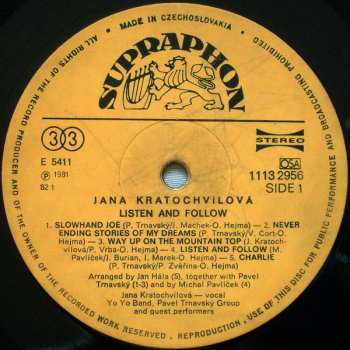 MADE IN CZECHOSLOVAKIA
ALL RIGHTS OF THE RECORD PRODUCER AND OF THE OWNER OF THE RECORDED WORK RESERVED . REPRODUCTION , USE OF THIS DISC FOR PUBLIC PERFORMANCE AND BROADCASTING PROHIBITED
SUPRAPHON
33
STEREO
E 5411
OSA
℗ 1981
1113 2956
82 1
SIDE 1
JANA KRATOCHVÍLOVÁ
LISTEN AND FOLLOW
1. SLOWHAND JOE (P. Trnavský/I. Machek-O. Hejma) — 2. NEVER
ENDING STORIES OF MY DREAMS (P. Trnavský/V. Cort-O.
Hejma) — 3. WAY UP ON THE MOUNTAIN TOP (J. Kratoch-
vílová/P. Vrba-O. Hejma) — 4. LISTEN AND FOLLOW (M.
Pavlíček/J. Burian, I. Marek-O. Hejma) — 5. CHARLIE
(P. Trnavský/P. Zvěřina-O. Hejma)
Arranged by Jan Hála (5), together with Pavel
Trnavský (1-3) and by Michal Pavlíček (4)
Jana Kratochvílová — vocal
Yo Yo Band, Pavel Trnavský Group
and guest performers